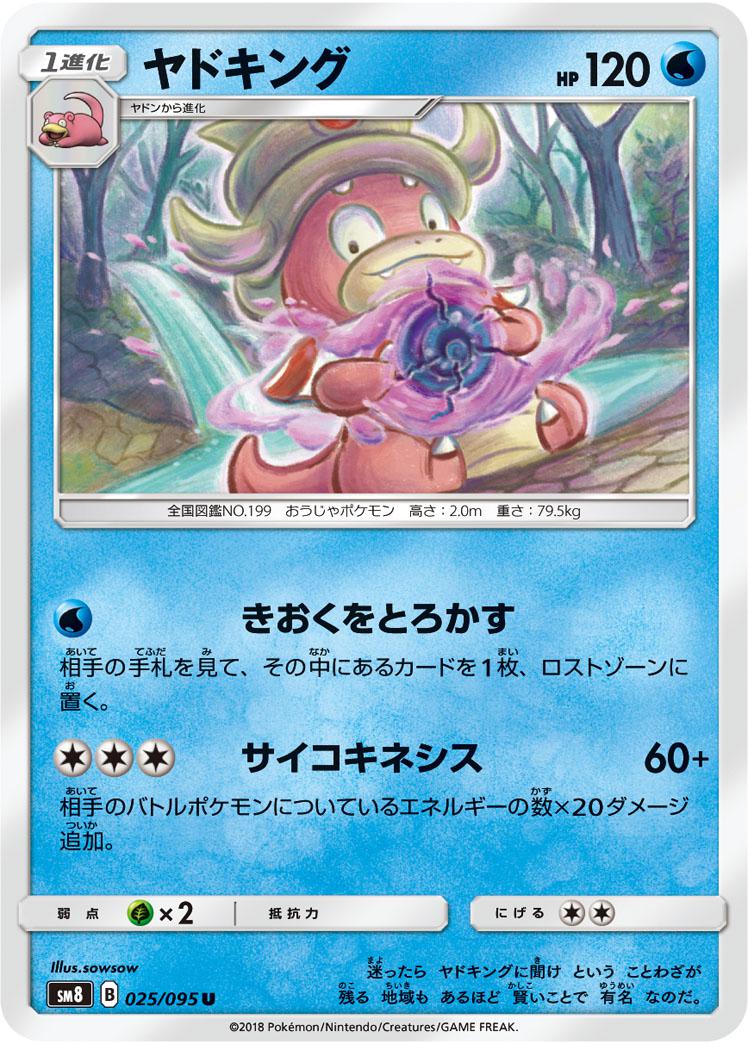 1進化 ヤドキング HP 120
ヤドンから進化
全国図鑑NO.199 おうじゃポケモン 高さ：2.0m 重さ：79.5kg
きおくをとろかす
相手の手札を見て、その中にあるカードを1枚、ロストゾーンに
置く。
サイコキネシス 60+
相手のバトルポケモンについているエネルギーの数×20ダメージ
追加。
弱点 ×2 抵抗力 にげる
Illus.sowsow
SM8 B 025/095 U
迷ったら ヤドキングに聞け という ことわざが
残る 地域も あるほど 賢いことで 有名 なのだ。
©2018 Pokémon/Nintendo/Creatures/GAME FREAK.